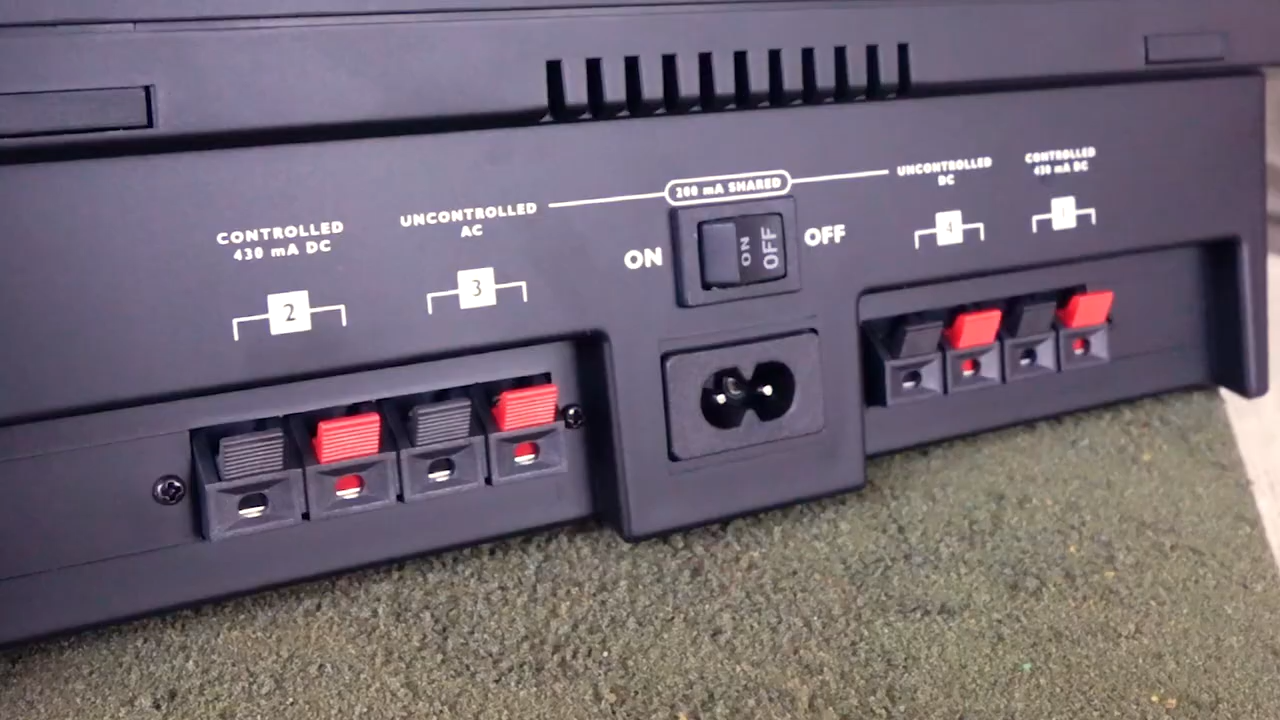 200 mA SHARED
CONTROLLED
430 mA DC
2
UNCONTROLLED
AC
3
ON
ON
OFF
OFF
UNCONTROLLED
DC
4
CONTROLLED
430 mA DC
1